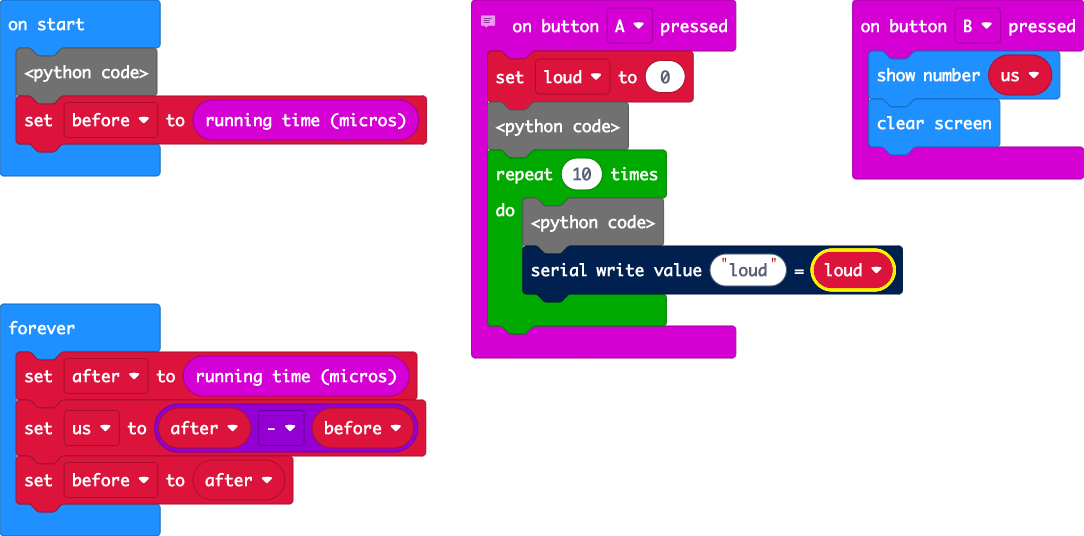 on start
<python code>
set before to running time (micros)
forever
set after to running time (micros)
set us to after - before
set before to after
on button A pressed
set loud to 0
<python code>
repeat 10 times
do
<python code>
serial write value "loud" = loud
on button B pressed
show number us
clear screen